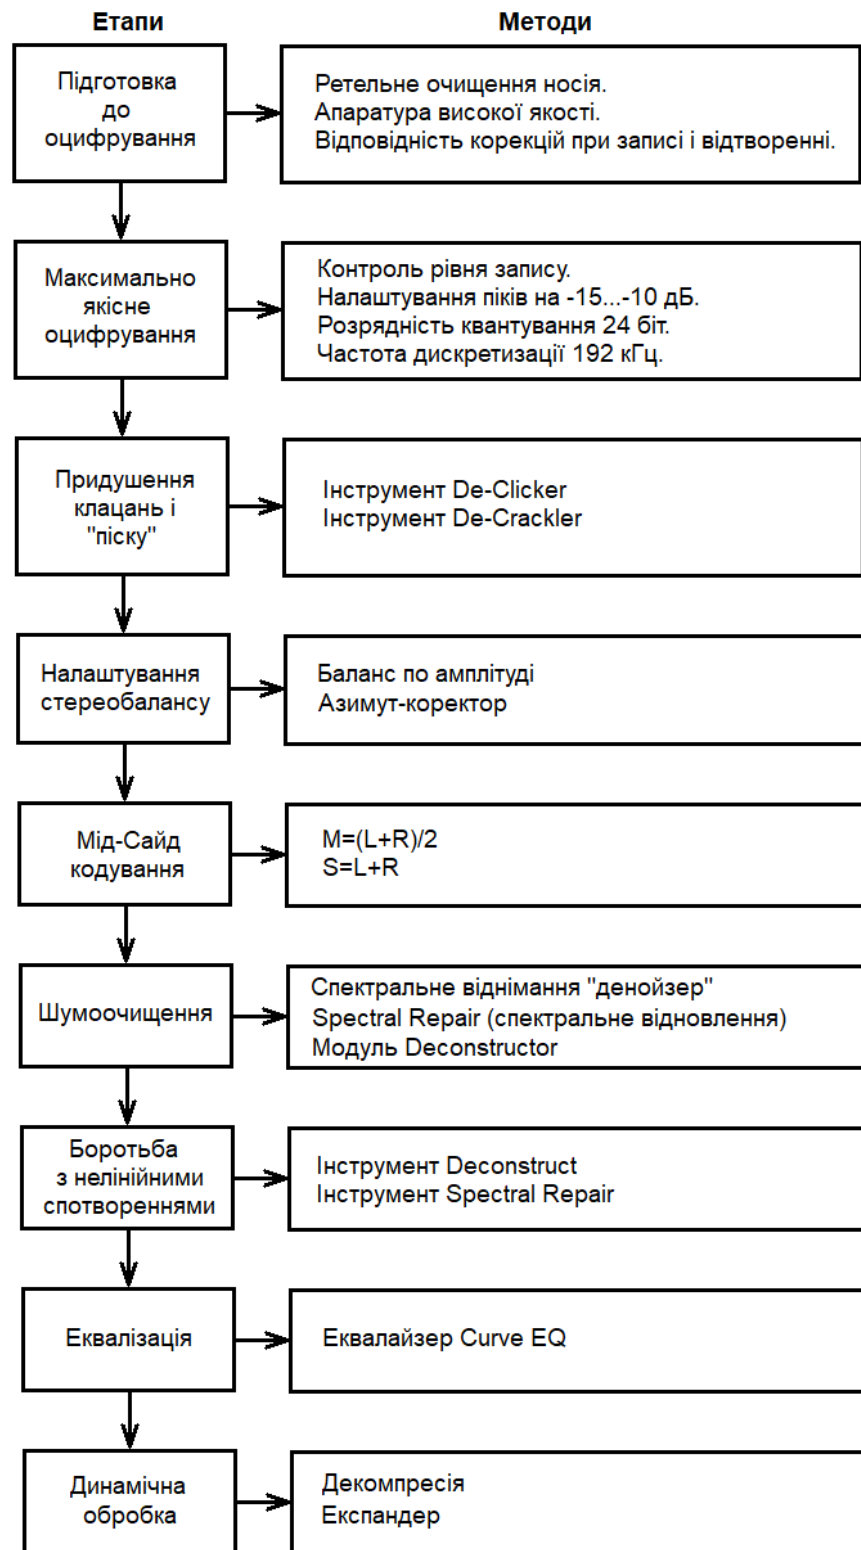 Етапи
Методи
Підготовка
до
оцифрування
Ретельне очищення носія.
Апаратура високої якості.
Відповідність корекцій при записі і відтворенні.
Максимально
якісне
оцифрування
Контроль рівня запису.
Налаштування піків на -15...-10 дБ.
Розрядність квантування 24 біт.
Частота дискретизації 192 кГц.
Придушення
клацань і
"піску"
Інструмент De-Clicker
Інструмент De-Crackler
Налаштування
стереобалансу
Баланс по амплітуді
Азимут-коректор
Мід-Сайд
кодування
M=(L+R)/2
S=L+R
Шумоочищення
Спектральне віднімання "денойзер"
Spectral Repair (спектральне відновлення)
Модуль Deconstructor
Боротьба
з нелінійними
спотвореннями
Інструмент Deconstruct
Інструмент Spectral Repair
Еквалізація
Еквалайзер Curve EQ
Динамічна
обробка
Декомпресія
Експандер